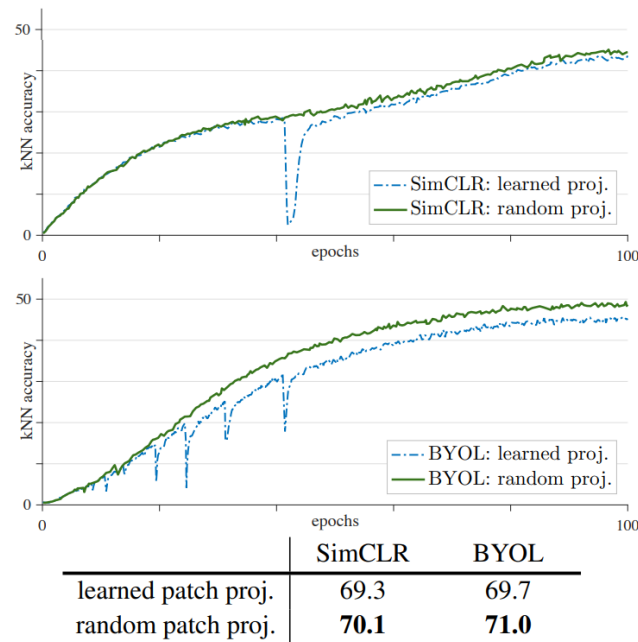 50
kNN accuracy
SimCLR: learned proj.
SimCLR: random proj.
0
0
epochs
100
50
kNN accuracy
BYOL: learned proj.
BYOL: random proj.
0
0
epochs
100
SimCLR BYOL
learned patch proj. 69.3 69.7
random patch proj. 70.1 71.0